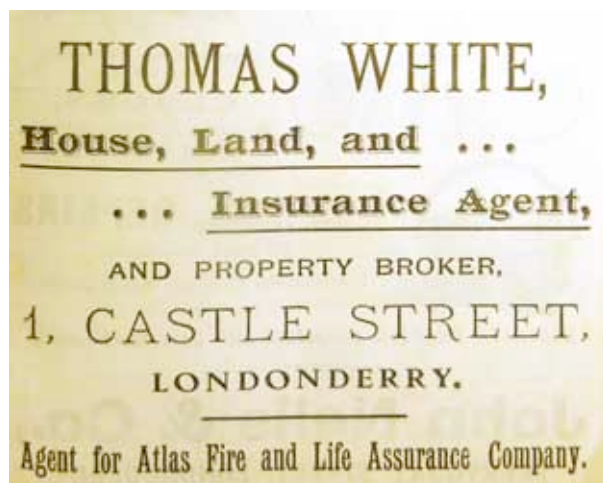 THOMAS WHITE,
House, Land, and ...
... Insurance Agent,
AND PROPERTY BROKER,
1, CASTLE STREET,
LONDONDERRY.
Agent for Atlas Fire and Life Assurance Company.